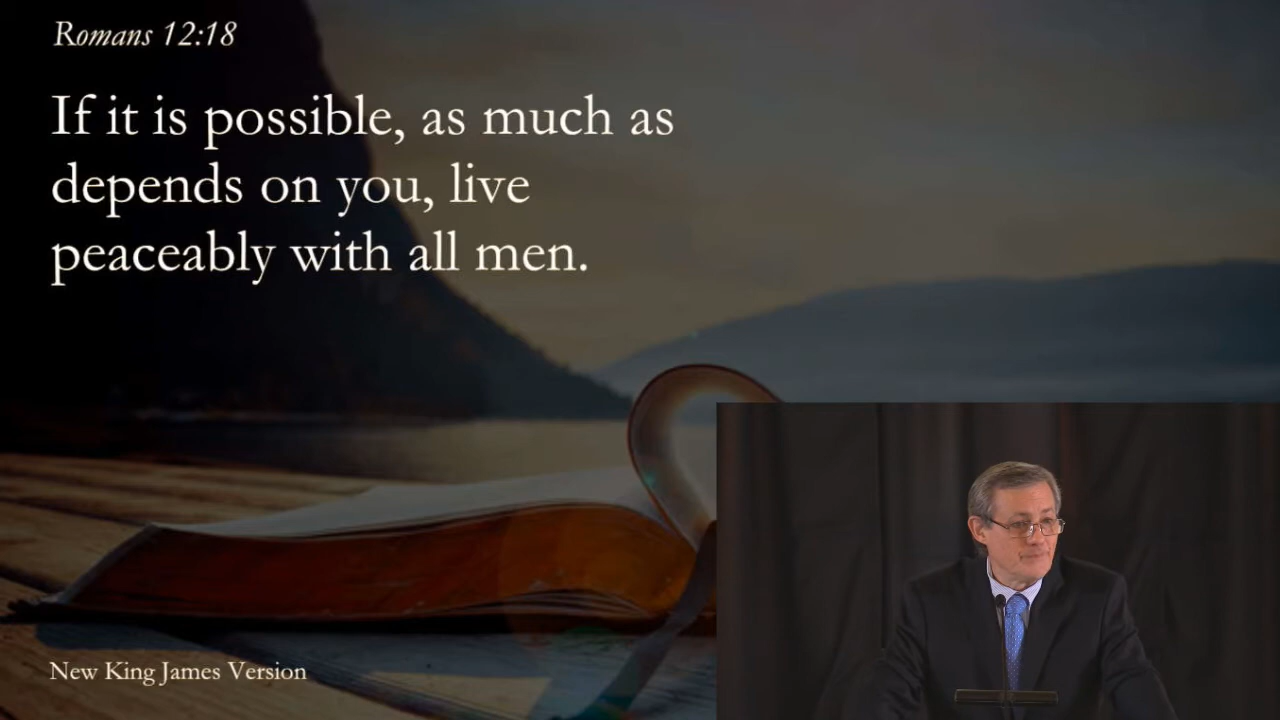 Romans 12:18
If it is possible, as much as
depends on you, live
peaceably with all men.
New King James Version